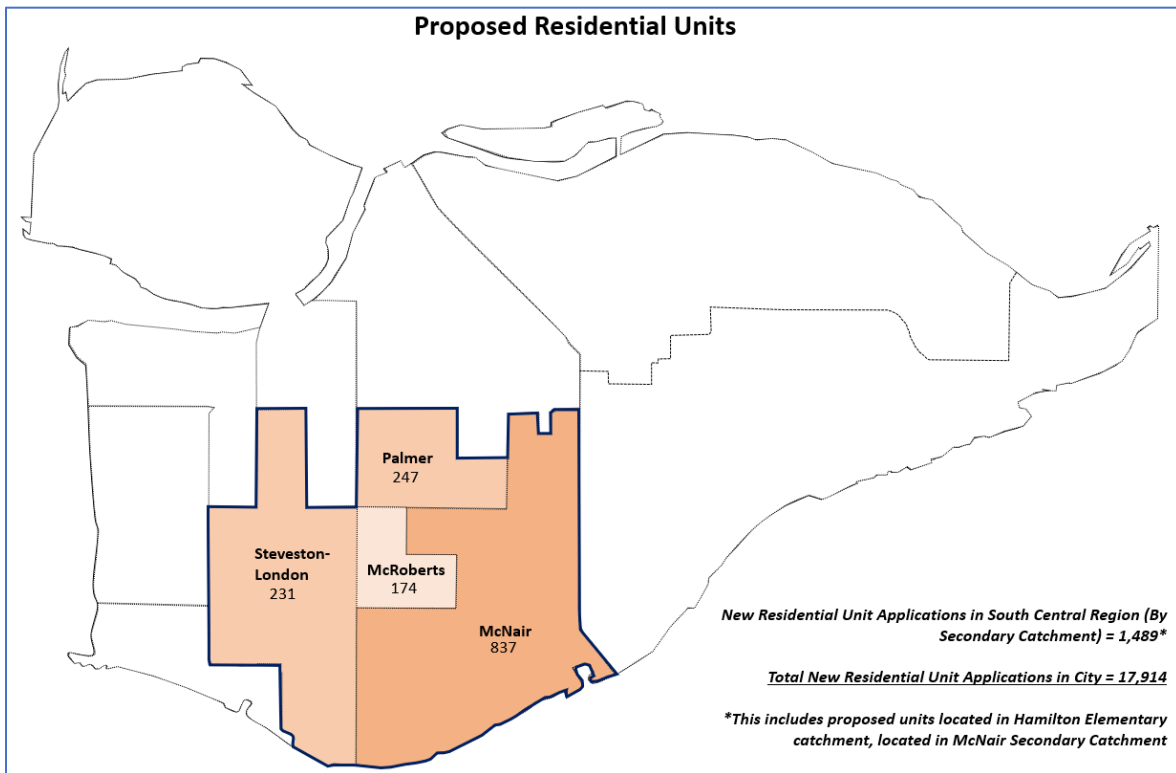 Proposed Residential Units
Palmer
247
Steveston-
London
231
McRoberts
174
McNair
837
New Residential Unit Applications in South Central Region (By
Secondary Catchment) = 1,489*
Total New Residential Unit Applications in City = 17,914
*This includes proposed units located in Hamilton Elementary
catchment, located in McNair Secondary Catchment